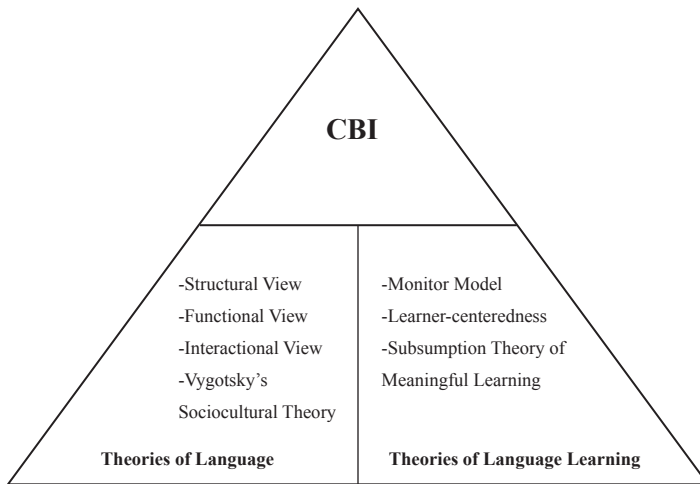 CBI
-Structural View
-Functional View
-Interactional View
-Vygotsky's
Sociocultural Theory
Theories of Language
-Monitor Model
-Learner-centeredness
-Subsumption Theory of
Meaningful Learning
Theories of Language Learning